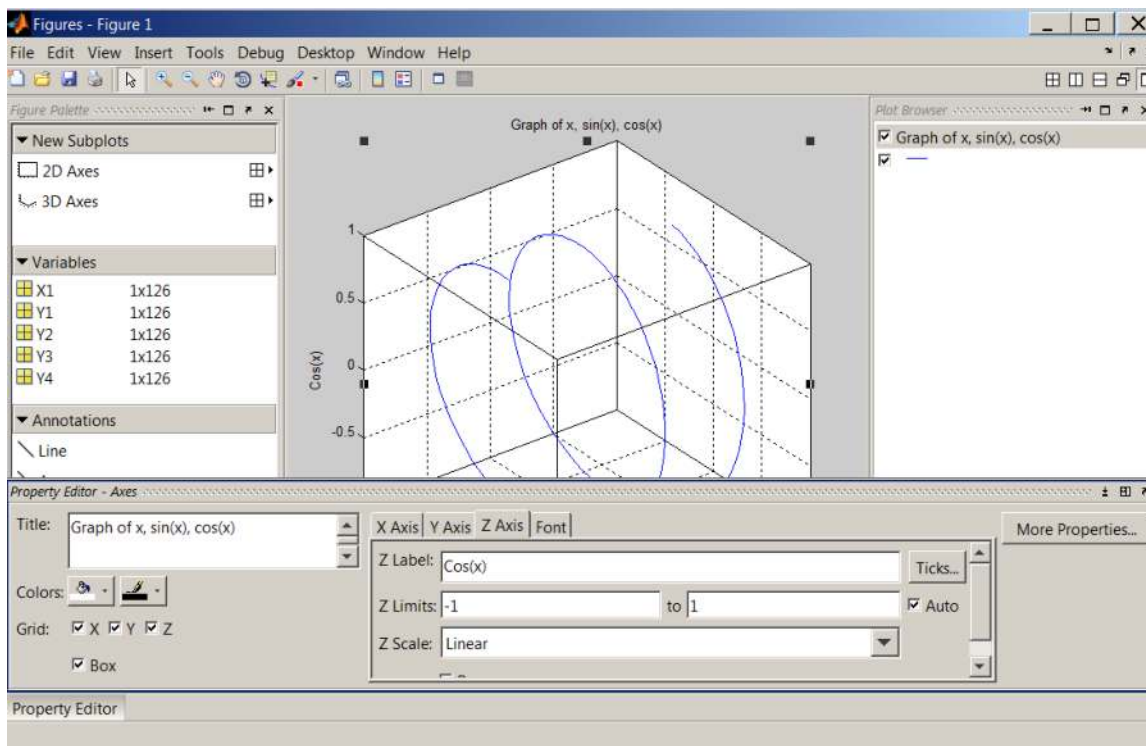 Figures - Figure 1
File Edit View Insert Tools Debug Desktop Window Help
Figure Palette
New Subplots
2D Axes
3D Axes
Variables
X1 1x126
Y1 1x126
Y2 1x126
Y3 1x126
Y4 1x126
Annotations
Line
Graph of x, sin(x), cos(x)
1
0.5
0
-0.5
Cos(x)
Plot Browser
Graph of x, sin(x), cos(x)
Property Editor - Axes
Title: Graph of x, sin(x), cos(x)
Colors:
Grid: X Y Z
Box
X Axis Y Axis Z Axis Font
Z Label: Cos(x)
Ticks...
Z Limits: -1 to 1 Auto
Z Scale: Linear
More Properties...
Property Editor